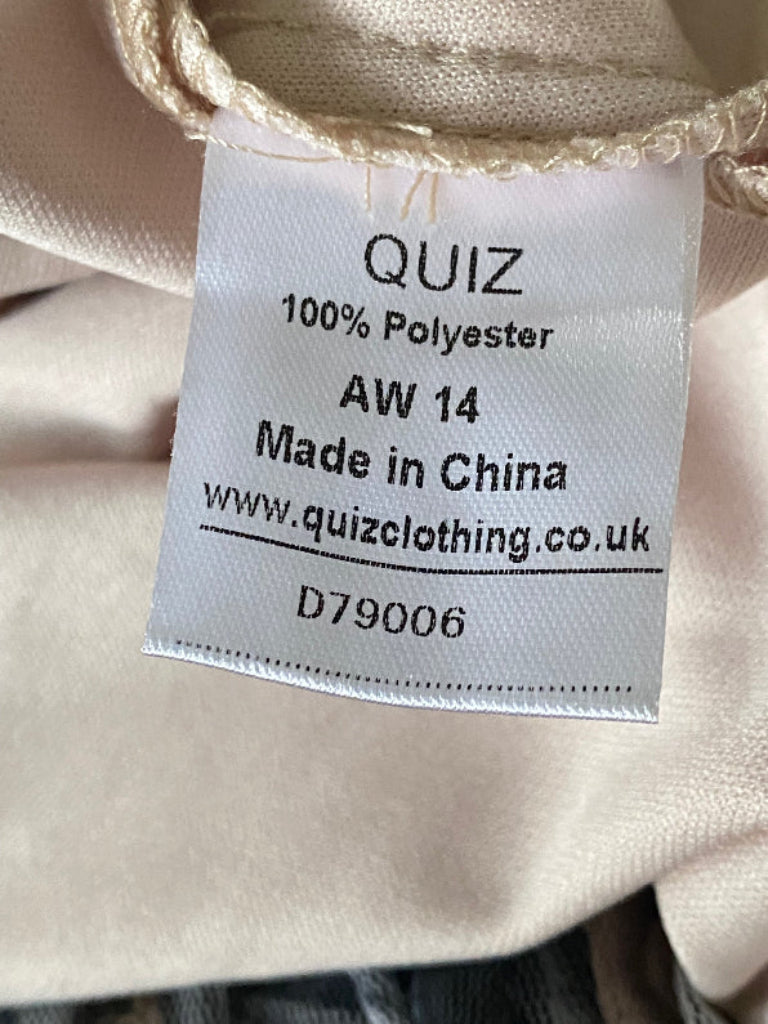 QUIZ
100% Polyester
AW 14
Made in China
www.quizclothing.co.uk
D79006